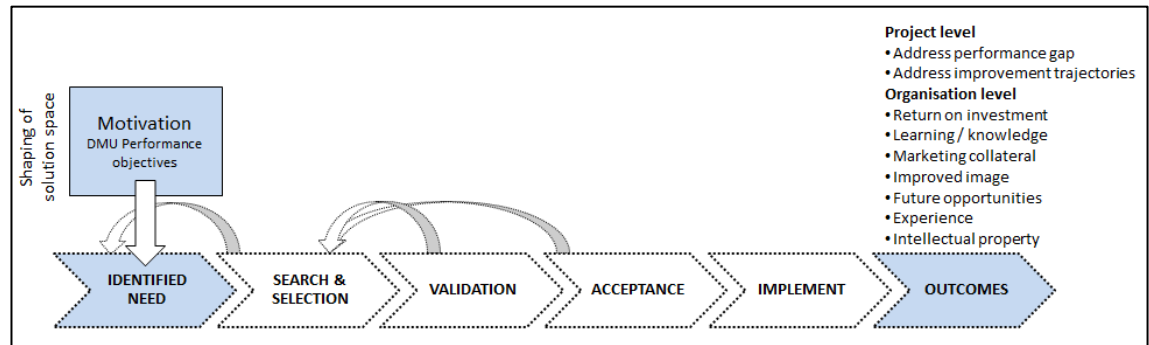 Project level
• Address performance gap
• Address improvement trajectories
Organisation level
• Return on investment
• Learning / knowledge
• Marketing collateral
• Improved image
• Future opportunities
• Experience
• Intellectual property
Shaping of
solution space
Motivation
DMU Performance
objectives
IDENTIFIED
NEED
SEARCH &
SELECTION
VALIDATION
ACCEPTANCE
IMPLEMENT
OUTCOMES